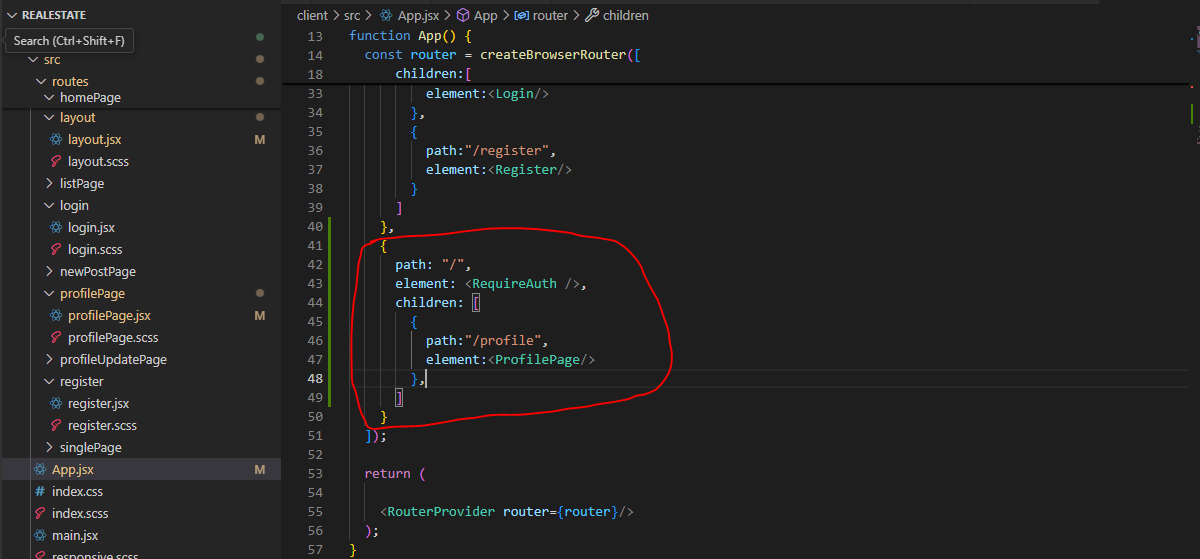 REALESTATE
Search (Ctrl+Shift+F)
src
routes
homePage
layout
layout.jsx M
layout.scss
listPage
login
login.jsx
login.scss
newPostPage
profilePage
profilePage.jsx M
profilePage.scss
profileUpdatePage
register
register.jsx
register.scss
singlePage
App.jsx M
# index.css
index.scss
main.jsx
responsive.scss
client > src > App.jsx > App > router > children
13 function App() {
14 const router = createBrowserRouter([
18 children:[
33 element:<Login/>
34 },
35 {
36 path:"/register",
37 element:<Register/>
38 }
39 ]
40 },
41 {
42 path: "/",
43 element: <RequireAuth />,
44 children: [
45 {
46 path:"/profile",
47 element:<ProfilePage/>
48 },
49 ]
50 }
51 ]);
52
53 return (
54
55 <RouterProvider router={router}/>
56 );
57 }